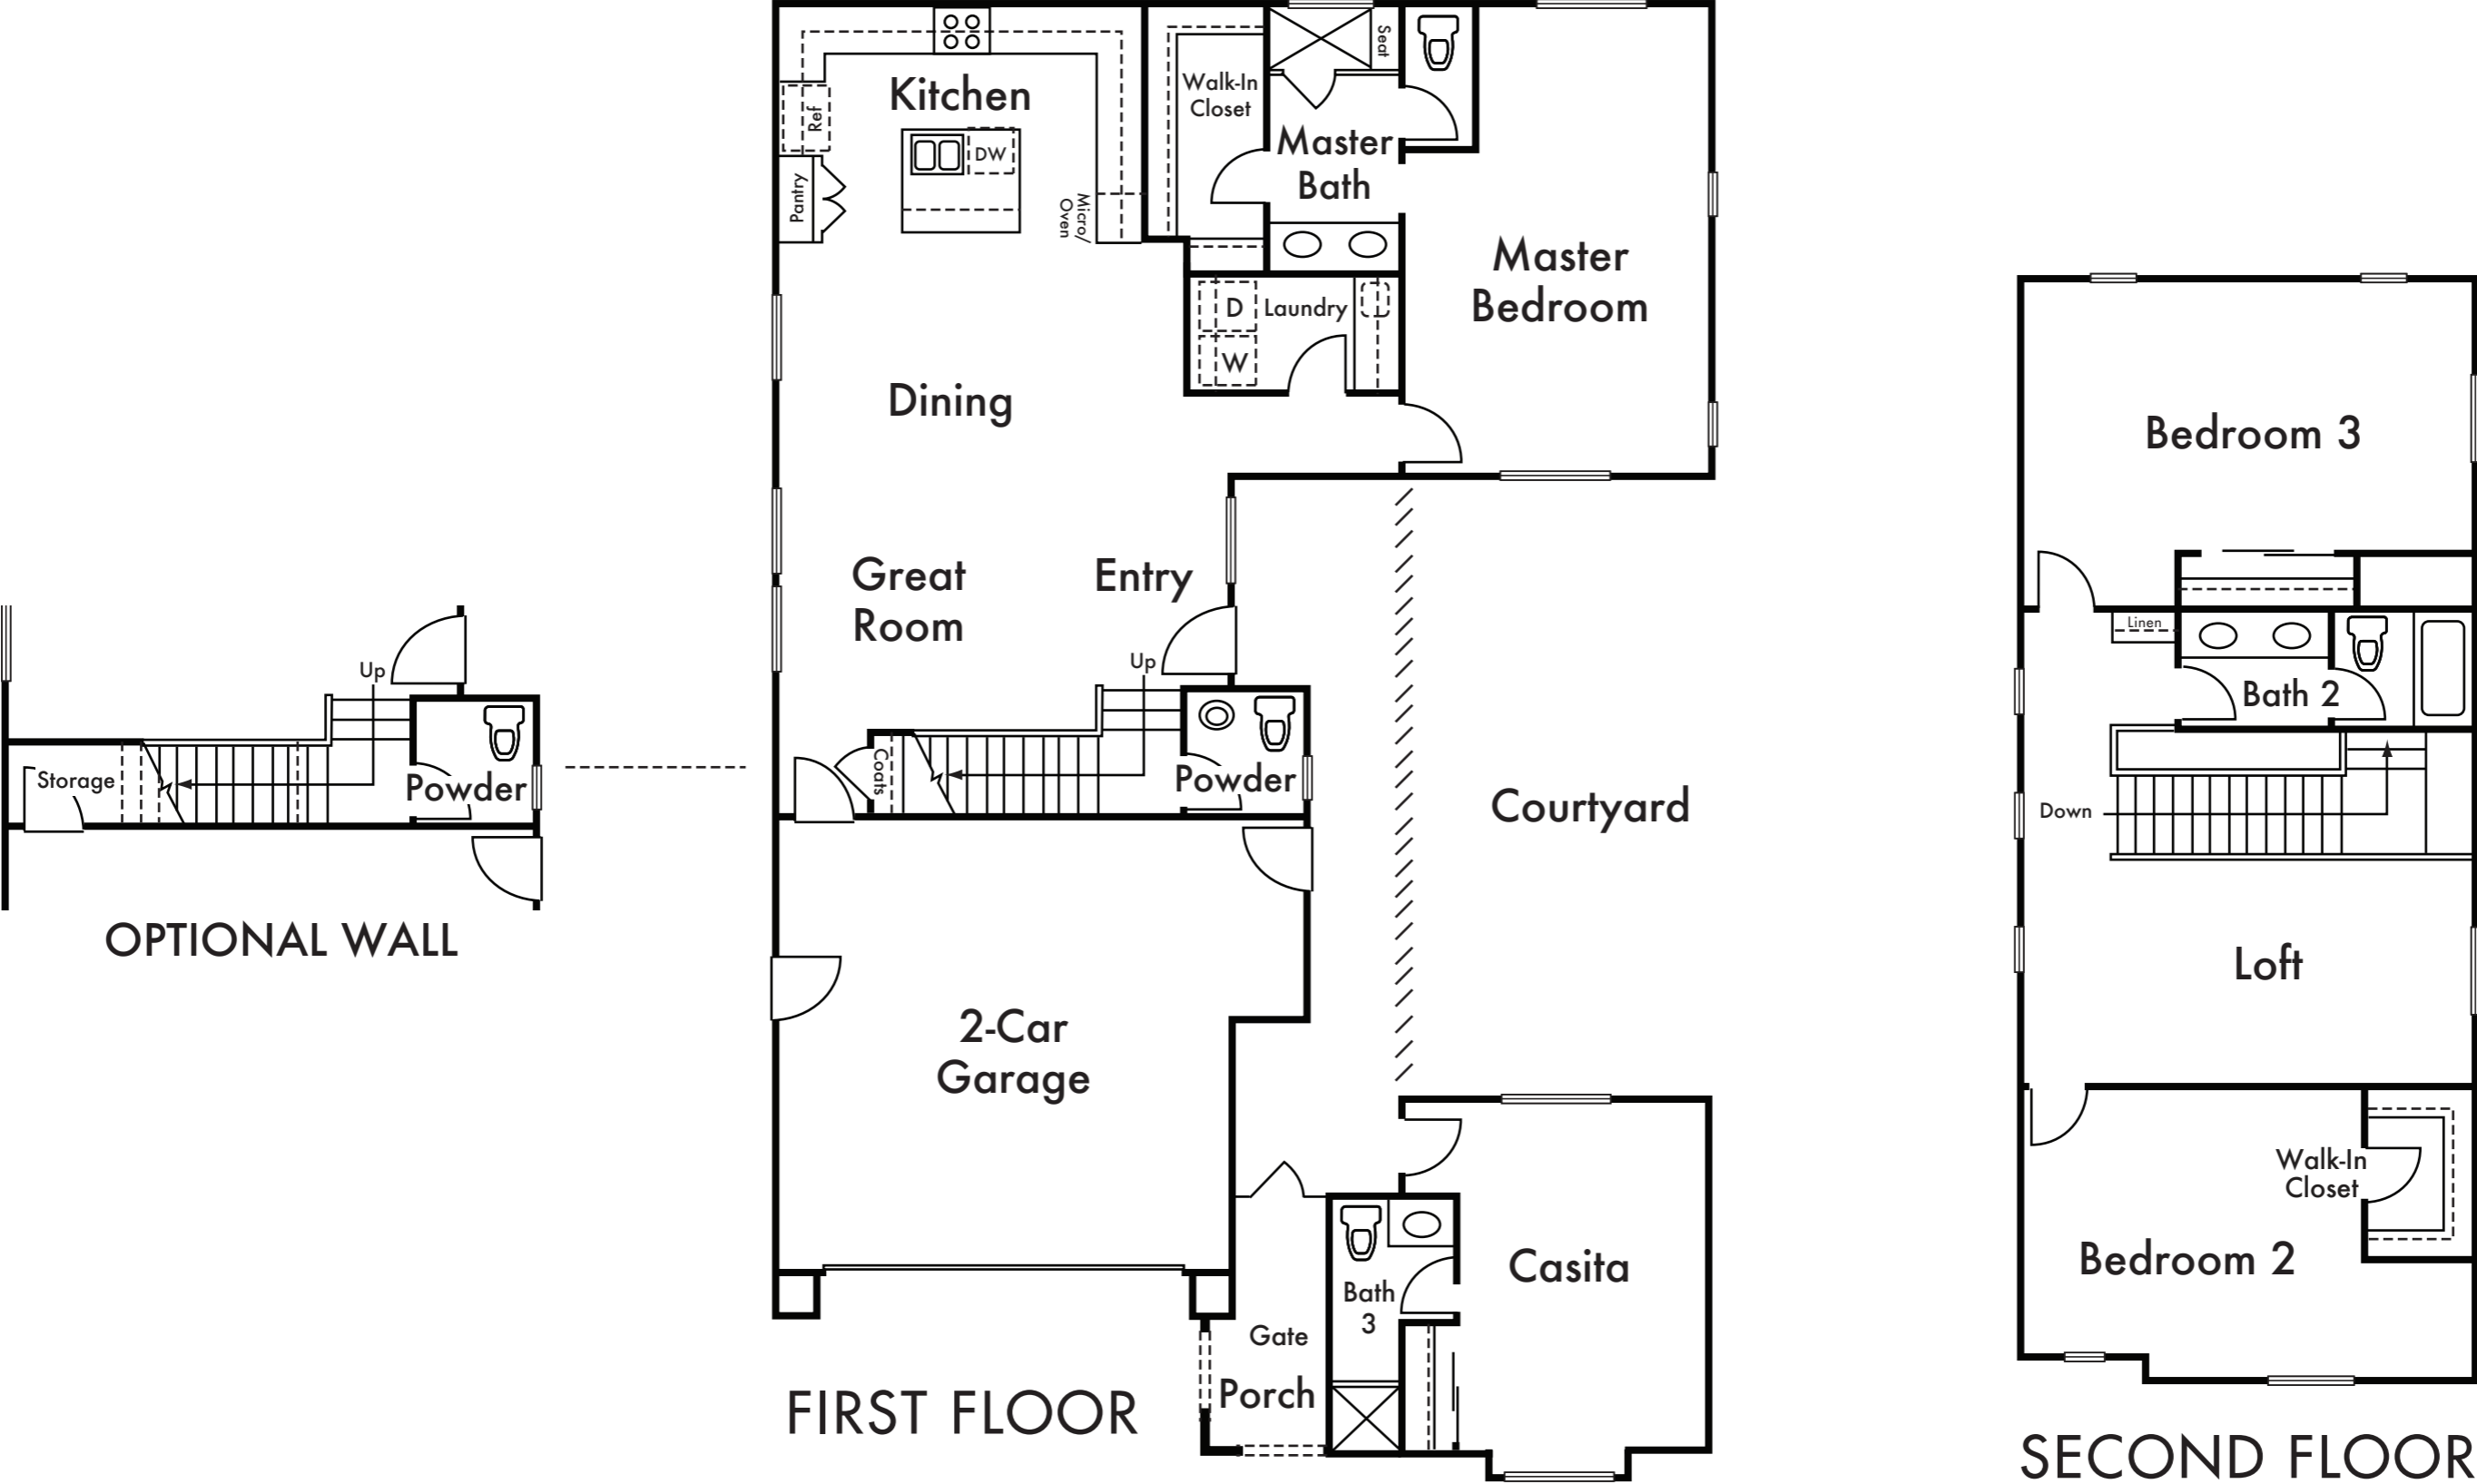 Up
Storage
Powder
OPTIONAL WALL
Kitchen
Ref
Pantry
DW
Micro/
Oven
Walk-In
Closet
Seat
Master
Bath
Master
Bedroom
D
Laundry
W
Dining
Great
Room
Entry
Up
Coats
Powder
Courtyard
2-Car
Garage
Casita
Bath
3
Gate
Porch
FIRST FLOOR
Bedroom 3
Linen
Bath 2
Down
Loft
Walk-In
Closet
Bedroom 2
SECOND FLOOR